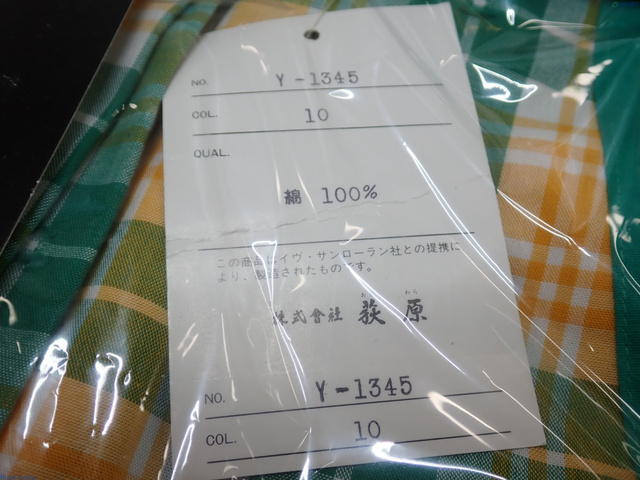 NO. Y-1345
COL. 10
QUAL.
綿 100%
この商品はイヴ・サンローラン社との提携に
より、製造されたものです。
株式會社 荻原
NO. Y-1345
COL. 10